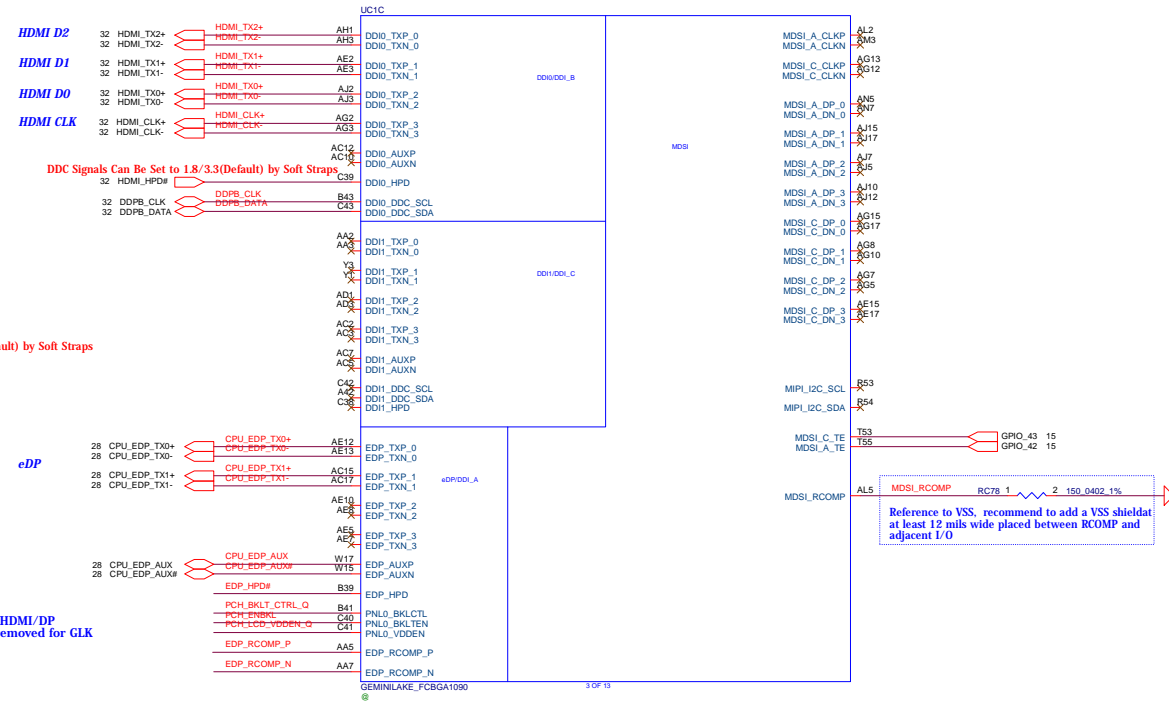 UC1C
HDMI D2
32 HDMI_TX2+ HDMI_TX2+ AH1 DDI0_TXP_0
32 HDMI_TX2- HDMI_TX2- AH3 DDI0_TXN_0
HDMI D1
32 HDMI_TX1+ HDMI_TX1+ AE2 DDI0_TXP_1
32 HDMI_TX1- HDMI_TX1- AE3 DDI0_TXN_1
HDMI D0
32 HDMI_TX0+ HDMI_TX0+ AJ2 DDI0_TXP_2
32 HDMI_TX0- HDMI_TX0- AJ3 DDI0_TXN_2
HDMI CLK
32 HDMI_CLK+ HDMI_CLK+ AG2 DDI0_TXP_3
32 HDMI_CLK- HDMI_CLK- AG3 DDI0_TXN_3
AC12 DDI0_AUXP
AC10 DDI0_AUXN
DDC Signals Can Be Set to 1.8/3.3(Default) by Soft Straps
32 HDMI_HPD# C39 DDI0_HPD
32 DDPB_CLK DDPB_CLK B43 DDI0_DDC_SCL
32 DDPB_DATA DDPB_DATA C43 DDI0_DDC_SDA
DDI0/DDI_B
AA2 DDI1_TXP_0
AA3 DDI1_TXN_0
Y3 DDI1_TXP_1
Y1 DDI1_TXN_1
AD1 DDI1_TXP_2
AD3 DDI1_TXN_2
AC2 DDI1_TXP_3
AC3 DDI1_TXN_3
AC7 DDI1_AUXP
AC5 DDI1_AUXN
C42 DDI1_DDC_SCL
A42 DDI1_DDC_SDA
C38 DDI1_HPD
DDI1/DDI_C
ault) by Soft Straps
eDP
28 CPU_EDP_TX0+ CPU_EDP_TX0+ AE12 EDP_TXP_0
28 CPU_EDP_TX0- CPU_EDP_TX0- AE13 EDP_TXN_0
28 CPU_EDP_TX1+ CPU_EDP_TX1+ AC15 EDP_TXP_1
28 CPU_EDP_TX1- CPU_EDP_TX1- AC17 EDP_TXN_1
AE10 EDP_TXP_2
EDP_TXN_2
AE5 EDP_TXP_3
AE7 EDP_TXN_3
28 CPU_EDP_AUX CPU_EDP_AUX W17 EDP_AUXP
28 CPU_EDP_AUX# CPU_EDP_AUX# W15 EDP_AUXN
EDP_HPD# B39 EDP_HPD
PCH_BKLT_CTRL_Q B41 PNL0_BKLCTL
PCH_ENBKL C40 PNL0_BKLTEN
PCH_LCD_VDDEN_Q C41 PNL0_VDDEN
EDP_RCOMP_P AA5 EDP_RCOMP_P
EDP_RCOMP_N AA7 EDP_RCOMP_N
eDP/DDI_A
HDMI/DP
emoved for GLK
MDSI
MDSI_A_CLKP AL2
MDSI_A_CLKN AM3
MDSI_C_CLKP AG13
MDSI_C_CLKN AG12
MDSI_A_DP_0 AN5
MDSI_A_DN_0 AN7
MDSI_A_DP_1 AJ15
MDSI_A_DN_1 AJ17
MDSI_A_DP_2 AJ7
MDSI_A_DN_2 AJ5
MDSI_A_DP_3 AJ10
MDSI_A_DN_3 AJ12
MDSI_C_DP_0 AG15
MDSI_C_DN_0 AG17
MDSI_C_DP_1 AG8
MDSI_C_DN_1 AG10
MDSI_C_DP_2 AG7
MDSI_C_DN_2 AG5
MDSI_C_DP_3 AE15
MDSI_C_DN_3 AE17
MIPI_I2C_SCL R53
MIPI_I2C_SDA R54
MDSI_C_TE T53 GPIO_43 15
MDSI_A_TE T55 GPIO_42 15
MDSI_RCOMP AL5 MDSI_RCOMP RC78 1 2 150_0402_1%
Reference to VSS, recommend to add a VSS shieldat
at least 12 mils wide placed between RCOMP and
adjacent I/O
GEMINILAKE_FCBGA1090
3 OF 13
@